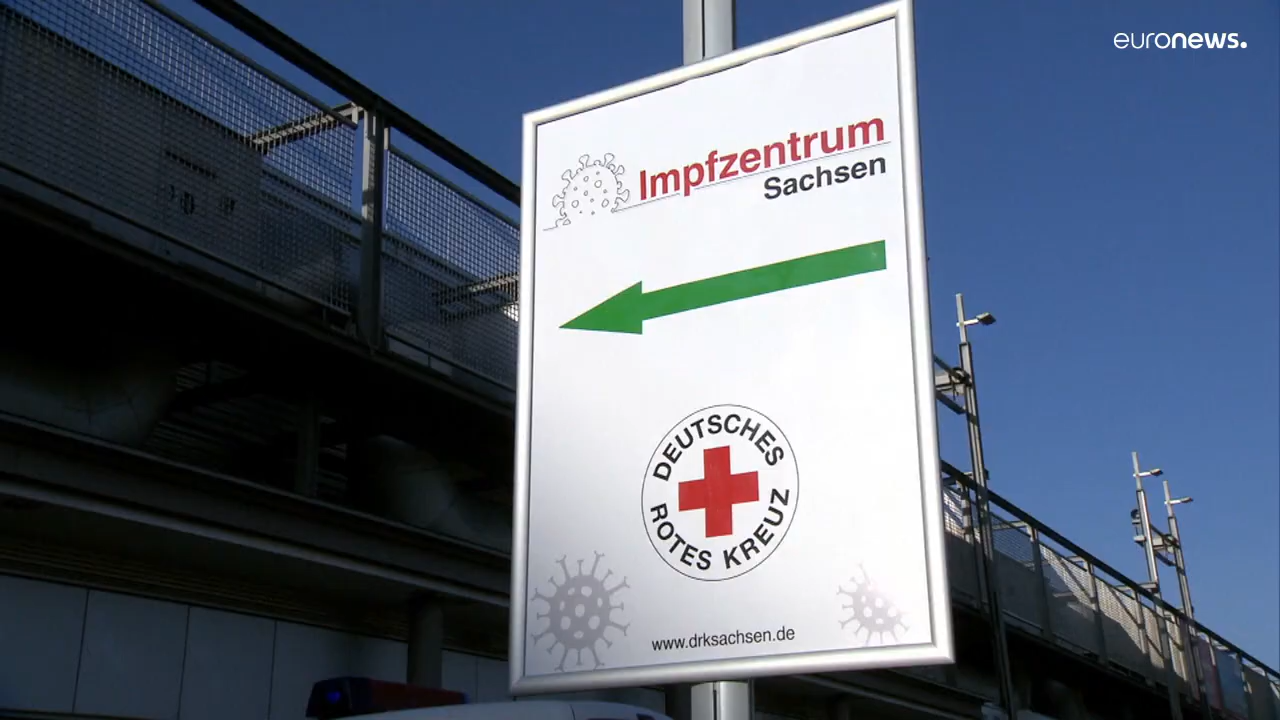 euronews.
Impfzentrum
Sachsen
DEUTSCHES
ROTES KREUZ
www.drksachsen.de